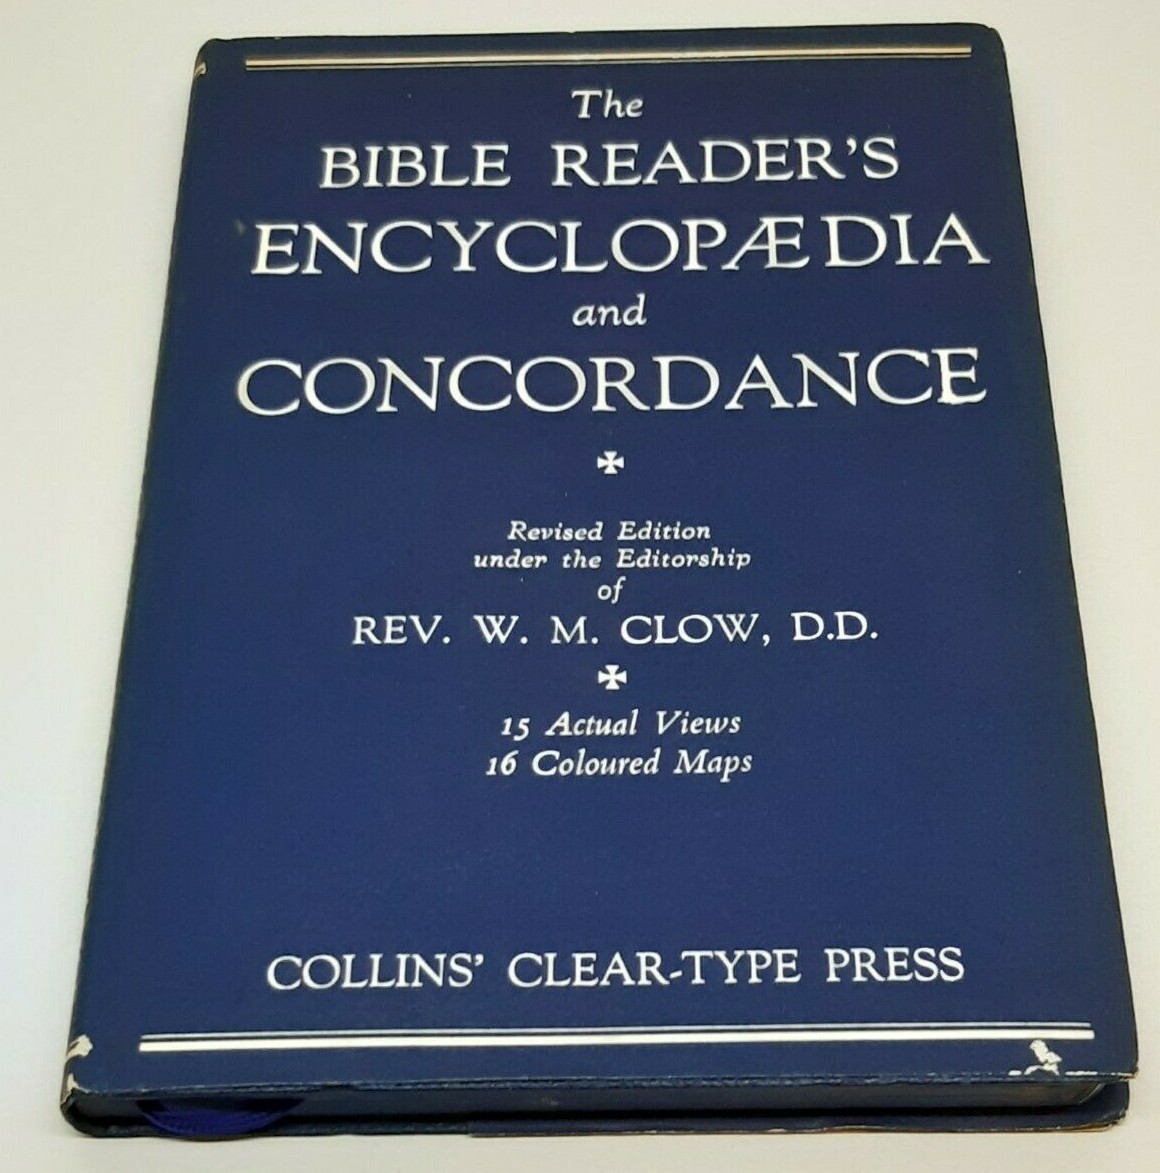 The
BIBLE READER'S
ENCYCLOPÆDIA
and
CONCORDANCE
Revised Edition
under the Editorship
of
REV. W. M. CLOW, D.D.
15 Actual Views
16 Coloured Maps
COLLINS' CLEAR-TYPE PRESS